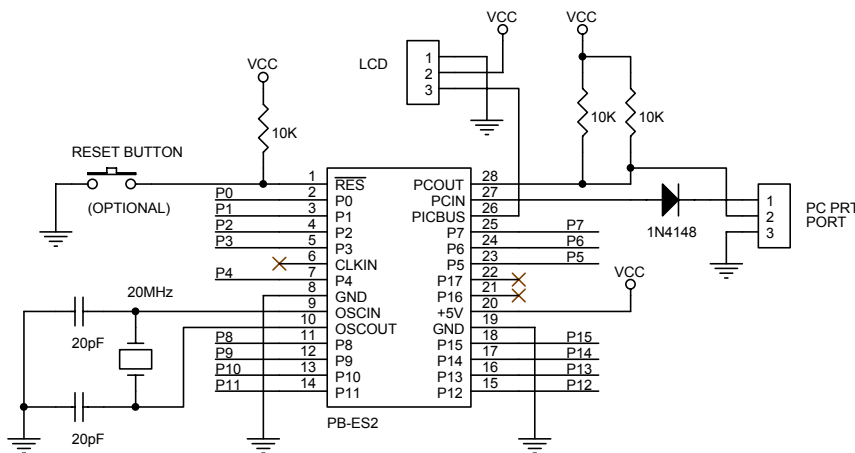 VCC
VCC
VCC
LCD
1
2
3
10K
10K
10K
RESET BUTTON
(OPTIONAL)
1
RES
28
PCOUT
P0
2
P0
27
PCIN
P1
3
P1
26
PICBUS
P2
4
P2
25
P7
P7
P3
5
P3
24
P6
P6
6
CLKIN
23
P5
P5
P4
7
P4
22
P17
8
GND
21
P16
9
OSCIN
20
+5V
10
OSCOUT
19
GND
P8
11
P8
18
P15
P15
P9
12
P9
17
P14
P14
P10
13
P10
16
P13
P13
P11
14
P11
15
P12
P12
1N4148
1
2
3
PC PRT
PORT
VCC
20MHz
20pF
20pF
PB-ES2